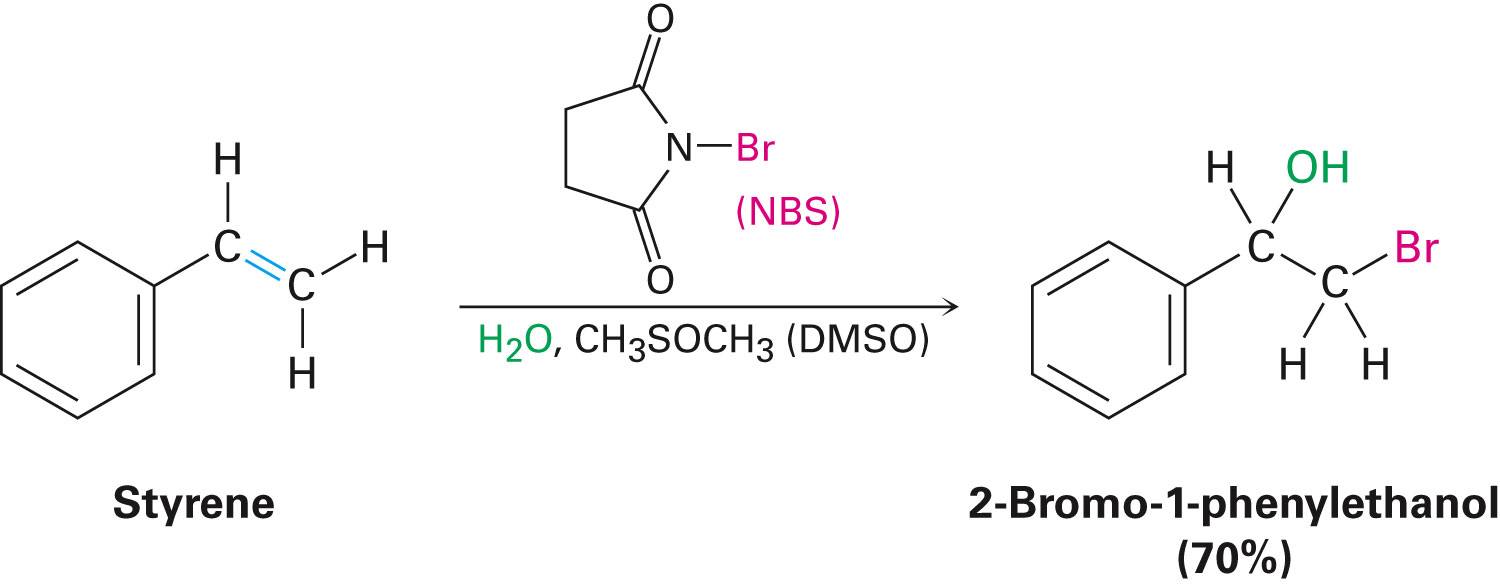 O
N
Br
(NBS)
O
H
C
C
H
H
H₂O, CH₃SOCH₃ (DMSO)
H
OH
C
C
Br
H
H
Styrene
2-Bromo-1-phenylethanol
(70%)